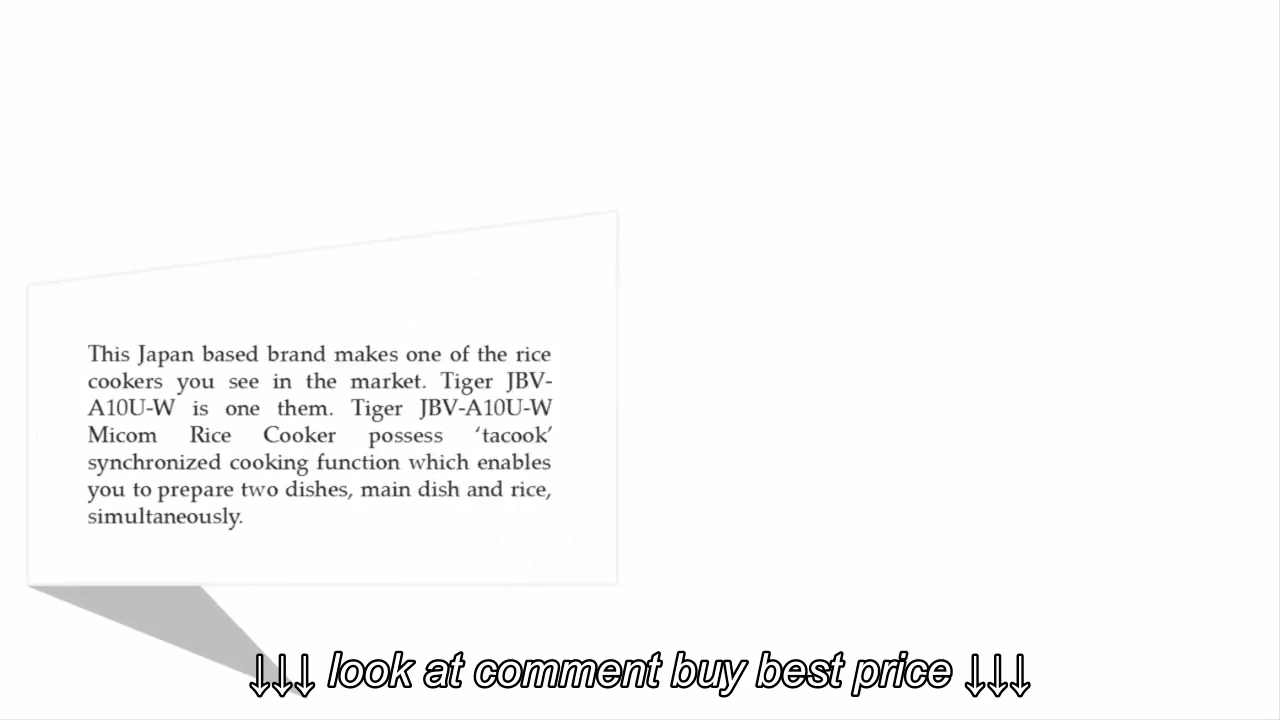 This Japan based brand makes one of the rice
cookers you see in the market. Tiger JBV-
A10U-W is one them. Tiger JBV-A10U-W
Micom Rice Cooker possess ‘tacook’
synchronized cooking function which enables
you to prepare two dishes, main dish and rice,
simultaneously.
↓↓↓ look at comment buy best price ↓↓↓